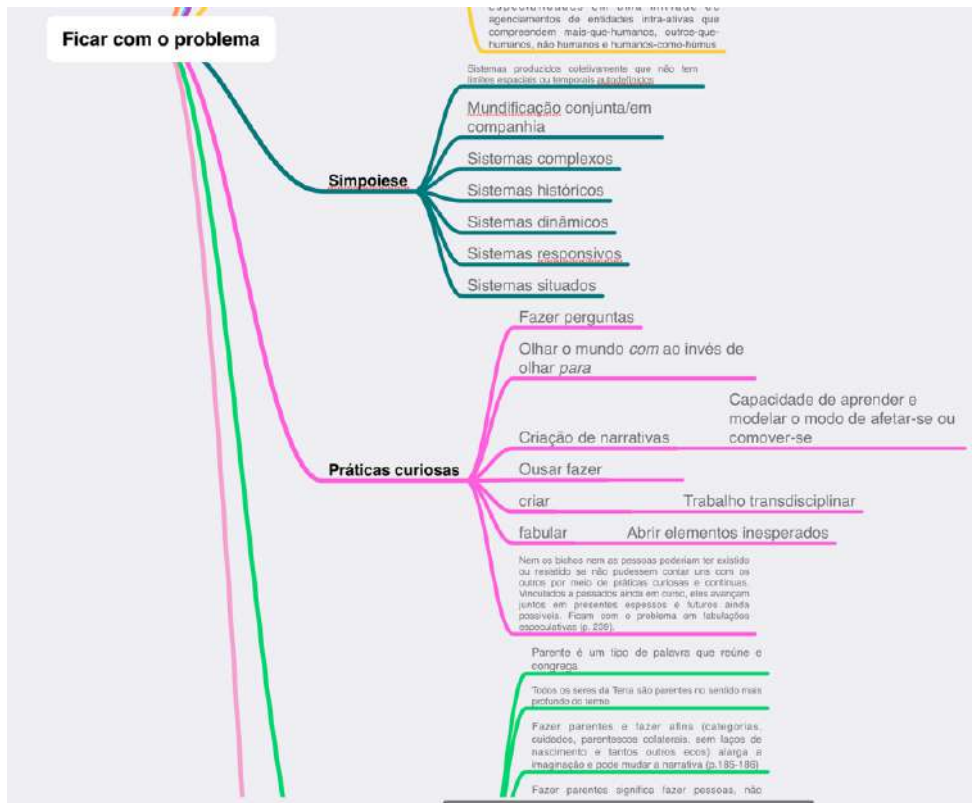 especialidades em uma infinidade de
agenciamentos de entidades intra-ativas que
compreendem mais-que-humanos, outros-que-
humanos, não humanos e humanos-como-húmus
Ficar com o problema
Sistemas produzidos coletivamente que não tem
limites espaciais ou temporais autodefinidos
Mundificação conjunta/em
companhia
Sistemas complexos
Simpoiese
Sistemas históricos
Sistemas dinâmicos
Sistemas responsivos
Sistemas situados
Fazer perguntas
Olhar o mundo com ao invés de
olhar para
Criação de narrativas
Capacidade de aprender e
modelar o modo de afetar-se ou
comover-se
Práticas curiosas
Ousar fazer
criar
Trabalho transdisciplinar
fabular
Abrir elementos inesperados
Nem os bichos nem as pessoas poderiam ter existido
ou resistido se não pudessem contar uns com os
outros por meio de práticas curiosas e contínuas.
Vinculados a passados ainda em curso, eles avançam
juntos em presentes espessos e futuros ainda
possíveis. Ficam com o problema em fabulações
especulativas (p. 239).
Parente é um tipo de palavra que reúne e
congrega
Todos os seres da Terra são parentes no sentido mais
profundo do termo
Fazer parentes e fazer afins (categorias,
cuidados, parentescos colaterais, sem laços de
nascimento e tantos outros ecos) alarga a
imaginação e pode mudar a narrativa (p.185-186)
Fazer parentes significa fazer pessoas, não